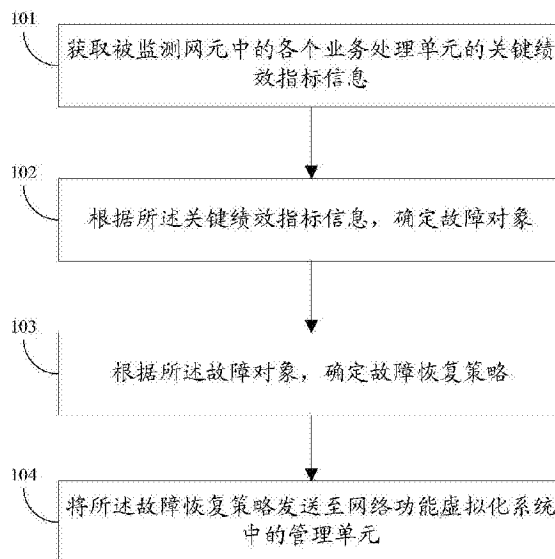 101
获取被监测网元中的各个业务处理单元的关键绩
效指标信息
102
根据所述关键绩效指标信息，确定故障对象
103
根据所述故障对象，确定故障恢复策略
104
将所述故障恢复策略发送至网络功能虚拟化系统
中的管理单元